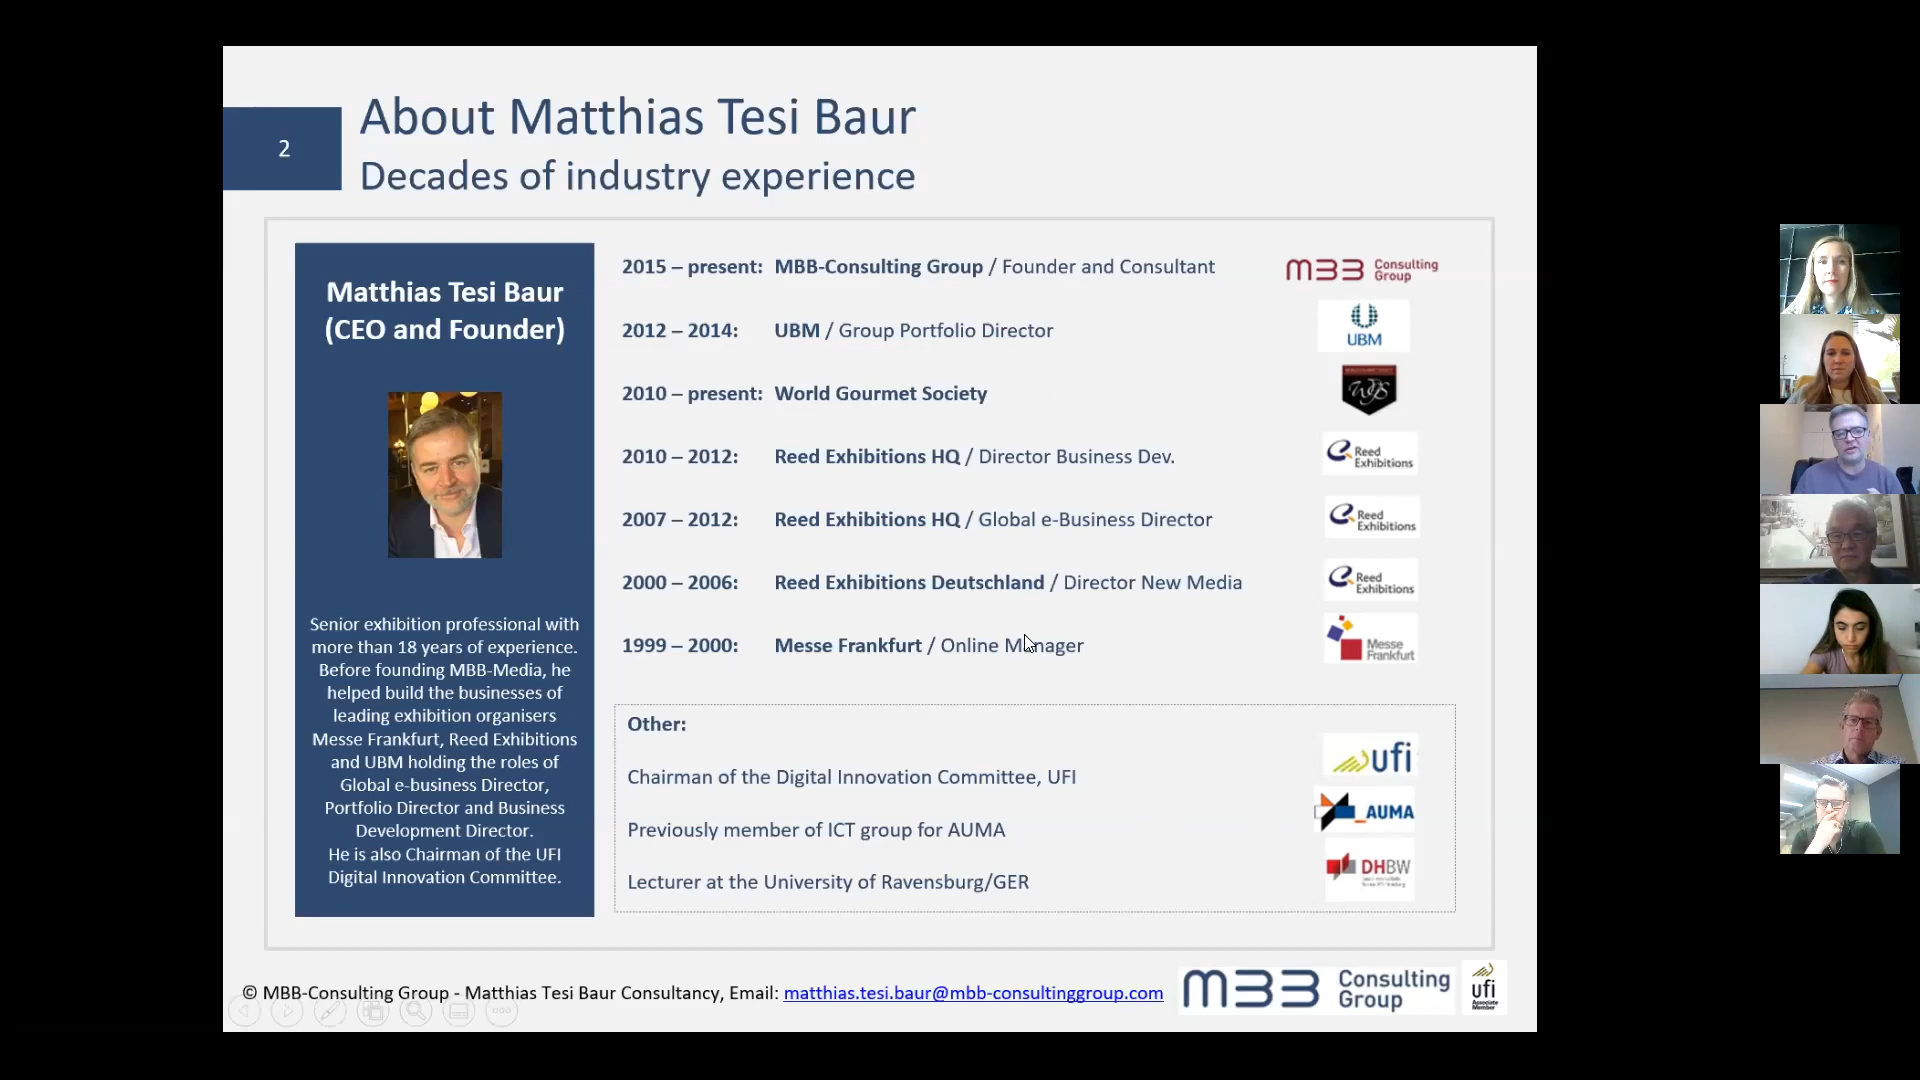 2
About Matthias Tesi Baur
Decades of industry experience
Matthias Tesi Baur
(CEO and Founder)
Senior exhibition professional with
more than 18 years of experience.
Before founding MBB-Media, he
helped build the businesses of
leading exhibition organisers
Messe Frankfurt, Reed Exhibitions
and UBM holding the roles of
Global e-business Director,
Portfolio Director and Business
Development Director.
He is also Chairman of the UFI
Digital Innovation Committee.
2015 – present: MBB-Consulting Group / Founder and Consultant
mBB Consulting
Group
2012 – 2014: UBM / Group Portfolio Director
UBM
2010 – present: World Gourmet Society
WGS
2010 – 2012: Reed Exhibitions HQ / Director Business Dev.
Reed
Exhibitions
2007 – 2012: Reed Exhibitions HQ / Global e-Business Director
Reed
Exhibitions
2000 – 2006: Reed Exhibitions Deutschland / Director New Media
Reed
Exhibitions
1999 – 2000: Messe Frankfurt / Online Manager
Messe
Frankfurt
Other:
Chairman of the Digital Innovation Committee, UFI
ufi
Previously member of ICT group for AUMA
AUMA
Lecturer at the University of Ravensburg/GER
DHBW
© MBB-Consulting Group - Matthias Tesi Baur Consultancy, Email: matthias.tesi.baur@mbb-consultinggroup.com
mBB Consulting
Group
ufi
Associate
Member